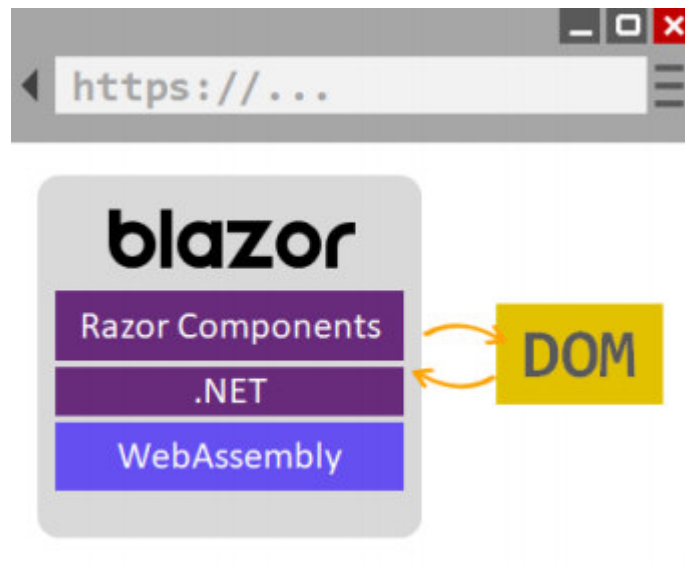 https://...
blazor
Razor Components
.NET
WebAssembly
DOM